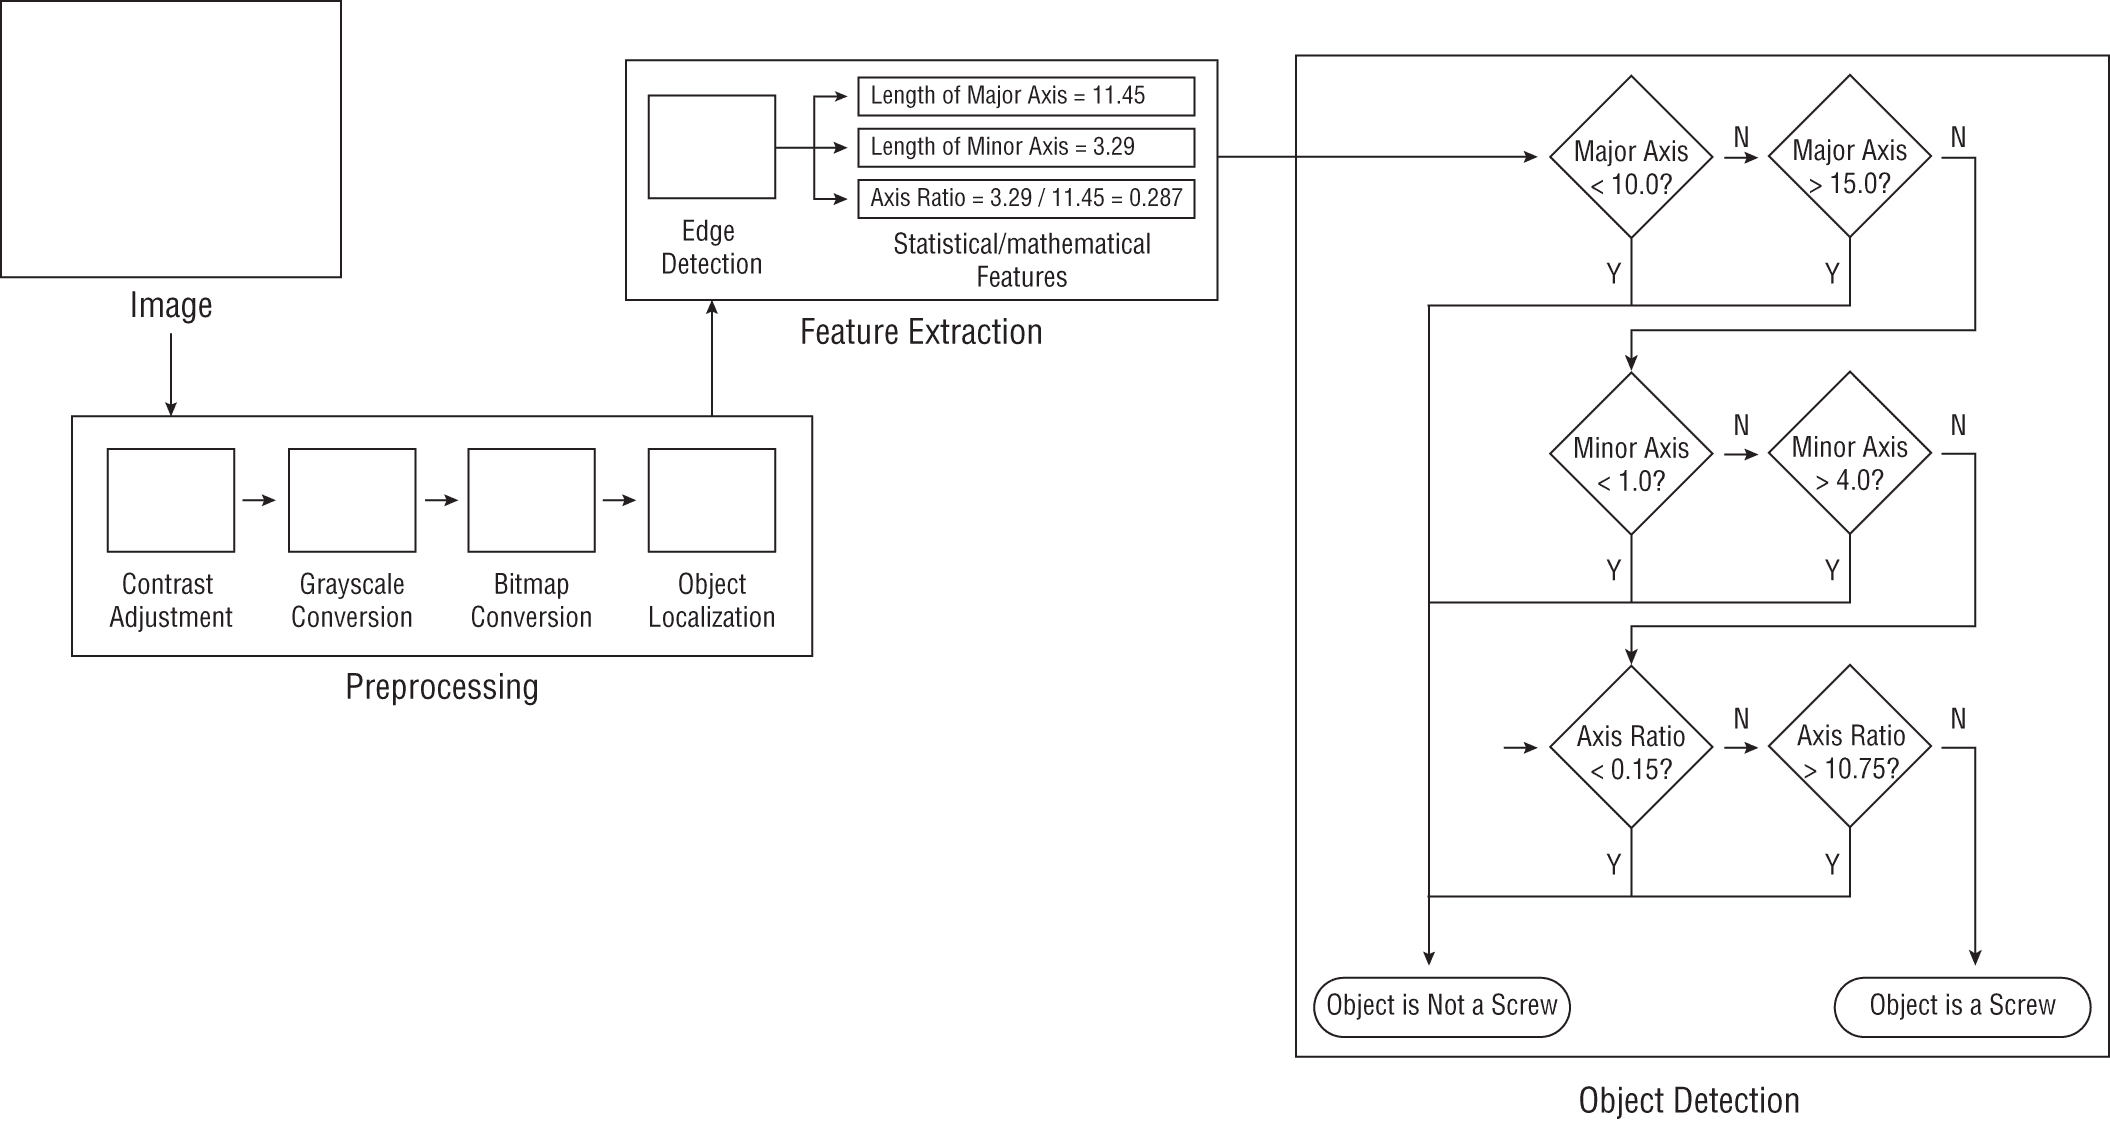 Image
Contrast
Adjustment
Grayscale
Conversion
Bitmap
Conversion
Object
Localization
Preprocessing
Edge
Detection
Length of Major Axis = 11.45
Length of Minor Axis = 3.29
Axis Ratio = 3.29 / 11.45 = 0.287
Statistical/mathematical
Features
Feature Extraction
Major Axis
< 10.0?
N
Major Axis
> 15.0?
N
Y
Y
Minor Axis
< 1.0?
N
Minor Axis
> 4.0?
N
Y
Y
Axis Ratio
< 0.15?
N
Axis Ratio
> 10.75?
N
Y
Y
Object is Not a Screw
Object is a Screw
Object Detection